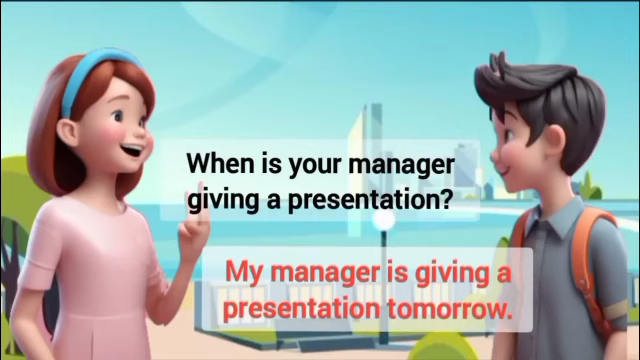 When is your manager
giving a presentation?
My manager is giving a
presentation tomorrow.